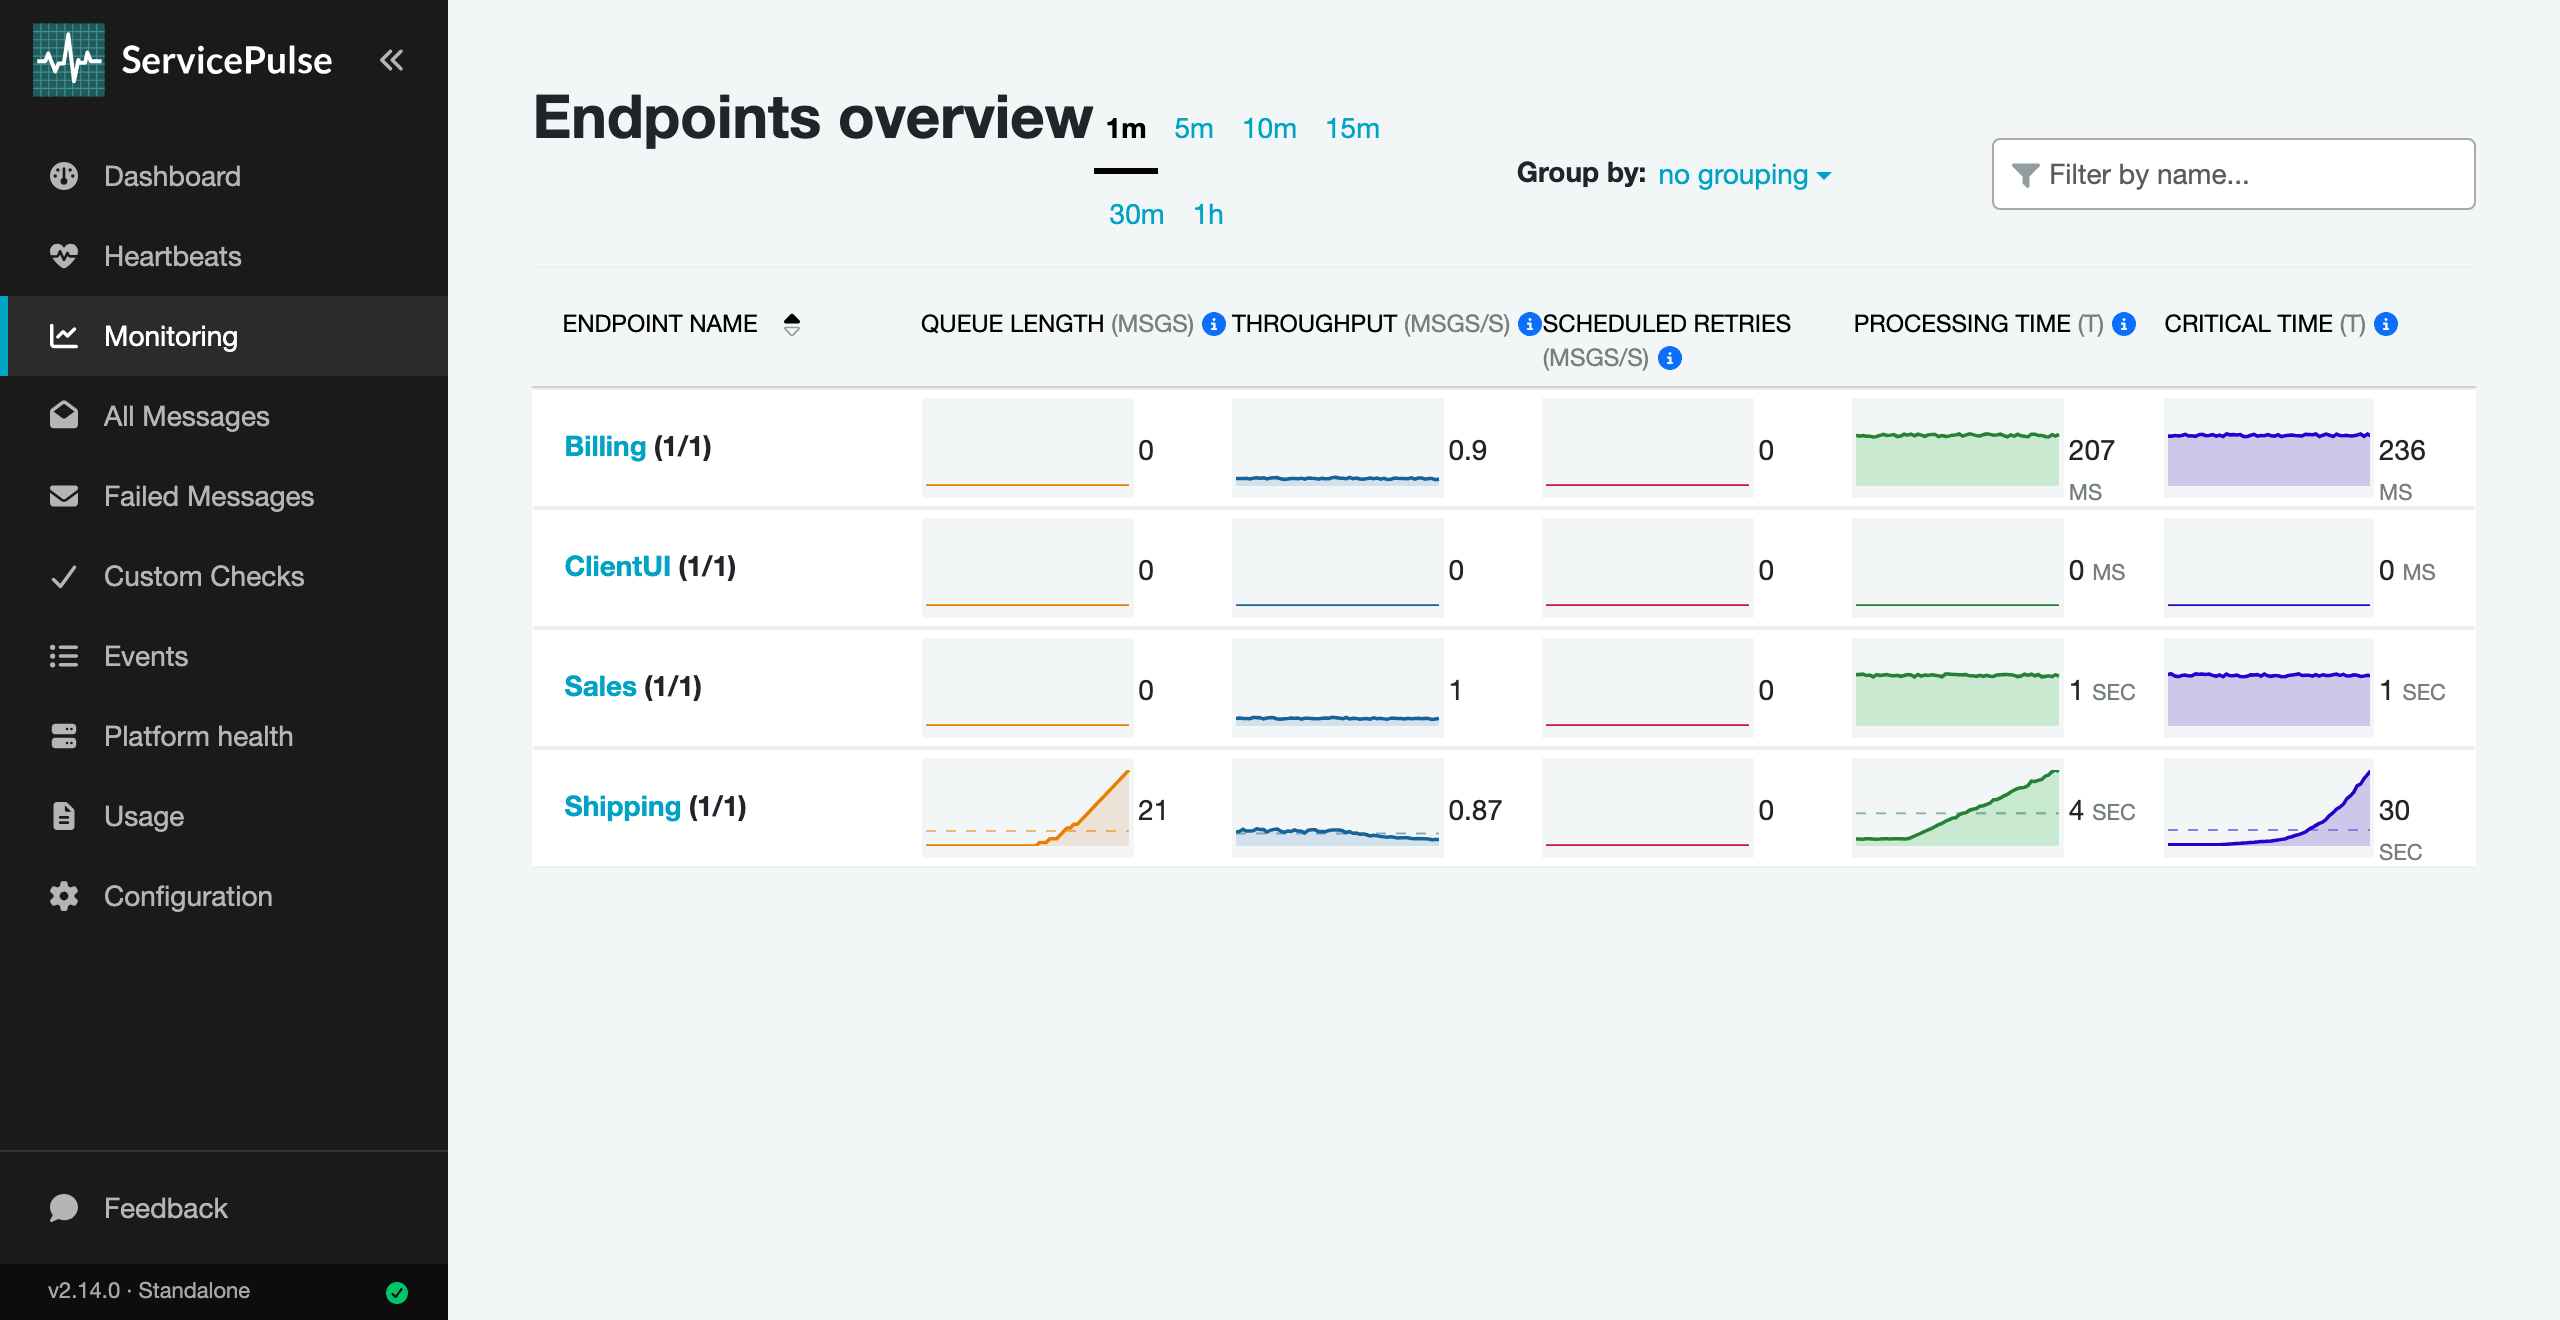 ServicePulse
Dashboard
Heartbeats
Monitoring
All Messages
Failed Messages
Custom Checks
Events
Platform health
Usage
Configuration
Feedback
v2.14.0 · Standalone
Endpoints overview 1m 5m 10m 15m
30m 1h
Group by: no grouping
Filter by name...
ENDPOINT NAME QUEUE LENGTH (MSGS) THROUGHPUT (MSGS/S) SCHEDULED RETRIES PROCESSING TIME (T) CRITICAL TIME (T)
(MSGS/S)
Billing (1/1) 0 0.9 0 207 236
MS MS
ClientUI (1/1) 0 0 0 0 MS 0 MS
Sales (1/1) 0 1 0 1 SEC 1 SEC
Shipping (1/1) 21 0.87 0 4 SEC 30
SEC